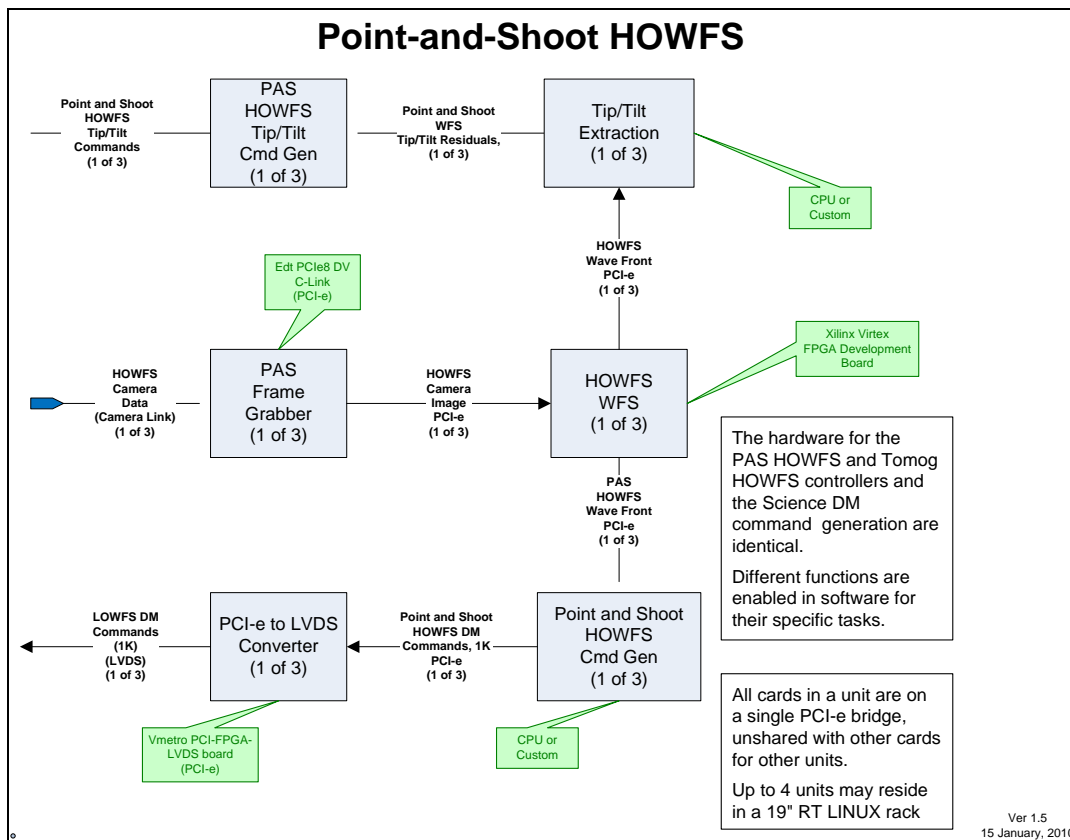 Point-and-Shoot HOWFS
Point and Shoot
HOWFS
Tip/Tilt
Commands
(1 of 3)
PAS
HOWFS
Tip/Tilt
Cmd Gen
(1 of 3)
Point and Shoot
WFS
Tip/Tilt Residuals,
(1 of 3)
Tip/Tilt
Extraction
(1 of 3)
CPU or
Custom
HOWFS
Wave Front
PCI-e
(1 of 3)
Edt PCIe8 DV
C-Link
(PCI-e)
Xilinx Virtex
FPGA Development
Board
HOWFS
Camera
Data
(Camera Link)
(1 of 3)
PAS
Frame
Grabber
(1 of 3)
HOWFS
Camera
Image
PCI-e
(1 of 3)
HOWFS
WFS
(1 of 3)
The hardware for the
PAS HOWFS and Tomog
HOWFS controllers and
the Science DM
command generation are
identical.
Different functions are
enabled in software for
their specific tasks.
PAS
HOWFS
Wave Front
PCI-e
(1 of 3)
LOWFS DM
Commands
(1K)
(LVDS)
(1 of 3)
PCI-e to LVDS
Converter
(1 of 3)
Point and Shoot
HOWFS DM
Commands, 1K
PCI-e
(1 of 3)
Point and Shoot
HOWFS
Cmd Gen
(1 of 3)
All cards in a unit are on
a single PCI-e bridge,
unshared with other cards
for other units.
Up to 4 units may reside
in a 19" RT LINUX rack
Vmetro PCI-FPGA-
LVDS board
(PCI-e)
CPU or
Custom
Ver 1.5
15 January, 2010